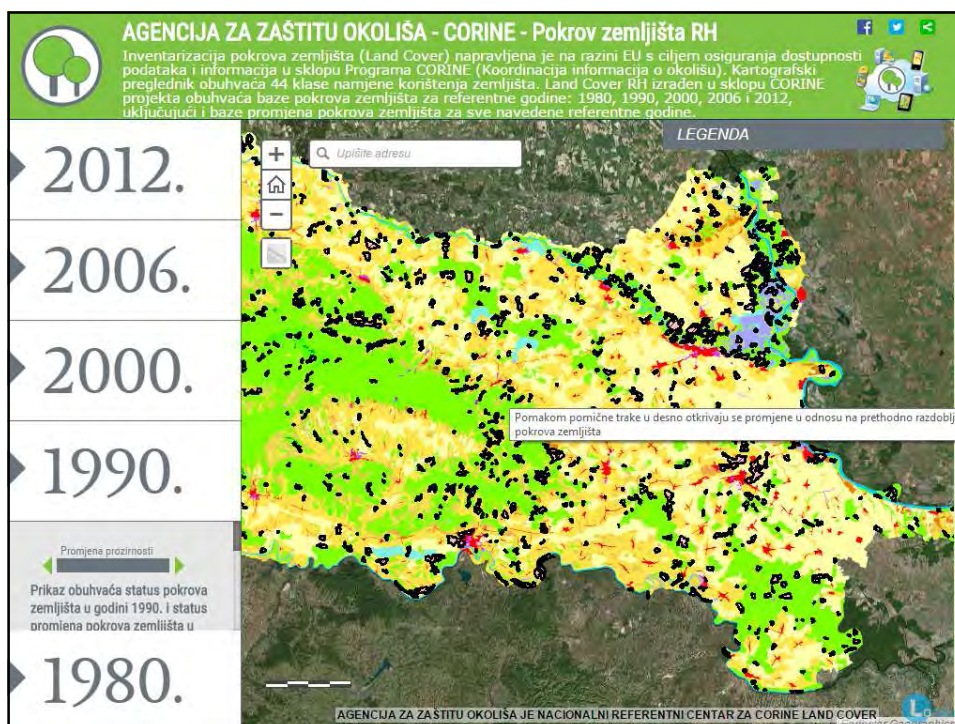 AGENCIJA ZA ZAŠTITU OKOLIŠA - CORINE - Pokrov zemljišta RH
Inventarizacija pokrova zemljišta (Land Cover) napravljena je na razini EU s ciljem osiguranja dostupnosti
podataka i informacija u sklopu Programa CORINE (Koordinacija informacija o okolišu). Kartografski
preglednik obuhvaća 44 klase namjene korištenja zemljišta. Land Cover RH izrađen u sklopu CORINE
projekta obuhvaća baze pokrova zemljišta za referentne godine: 1980, 1990, 2000, 2006 i 2012,
uključujući i baze promjena pokrova zemljišta za sve navedene referentne godine.
LEGENDA
Upišite adresu
2012.
2006.
2000.
1990.
Pomakom pomične trake u desno otkrivaju se promjene u odnosu na prethodno razdoblj
pokrova zemljišta
Promjena prozirnosti
Prikaz obuhvaća status pokrova
zemljišta u godini 1990. i status
promjena pokrova zemljišta u
1980.
AGENCIJA ZA ZAŠTITU OKOLIŠA JE NACIONALNI REFERENTNI CENTAR ZA CORINE LAND COVER